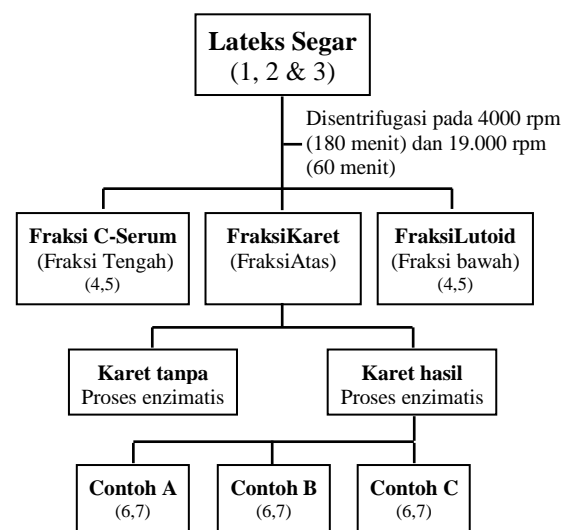 Lateks Segar
(1, 2 & 3)
Disentrifugasi pada 4000 rpm
(180 menit) dan 19.000 rpm
(60 menit)
Fraksi C-Serum
(Fraksi Tengah)
(4,5)
FraksiKaret
(FraksiAtas)
FraksiLutoid
(Fraksi bawah)
(4,5)
Karet tanpa
Proses enzimatis
Karet hasil
Proses enzimatis
Contoh A
(6,7)
Contoh B
(6,7)
Contoh C
(6,7)